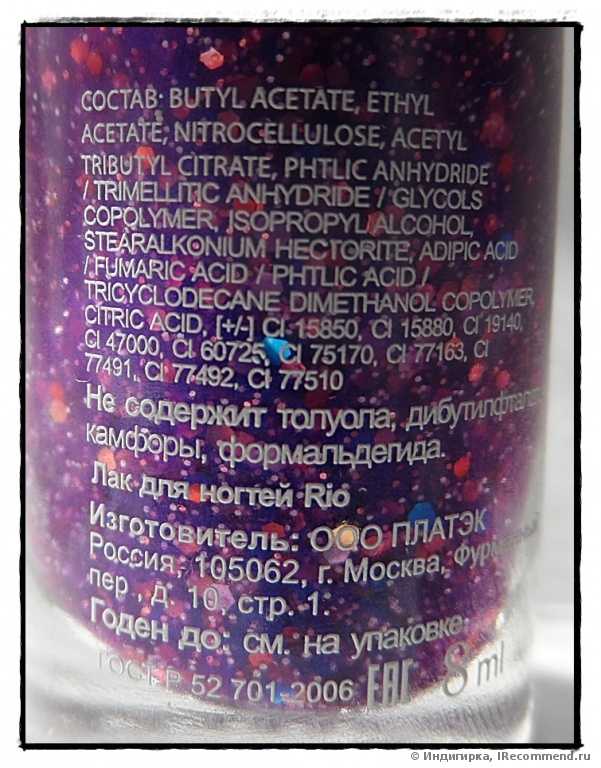 СОСТАВ: BUTYL ACETATE, ETHYL
ACETATE, NITROCELLULOSE, ACETYL
TRIBUTYL CITRATE, PHTLIC ANHYDRIDE
/ TRIMELLITIC ANHYDRIDE / GLYCOLS
COPOLYMER, ISOPROPYL ALCOHOL,
STEARALKONIUM HECTORITE, ADIPIC ACID
/ FUMARIC ACID / PHTLIC ACID /
TRICYCLODECANE DIMETHANOL COPOLYMER,
CITRIC ACID, [+/-] CI 15850, CI 15880, CI 19140,
CI 47000, CI 60725, CI 75170, CI 77163, CI
77491, CI 77492, CI 77510
Не содержит толуола, 
камфоры, формальдегида.
Лак для ногтей Rio
Изготовитель: ООО ПЛАТЭК
Россия, 105062, г. Москва, 
пер., д. 10, стр. 1.
Годен до: см. на упаковке.
ГОСТ Р 52 701-2006 EAC 8 ml
© Индигирка, IRecommend.ru